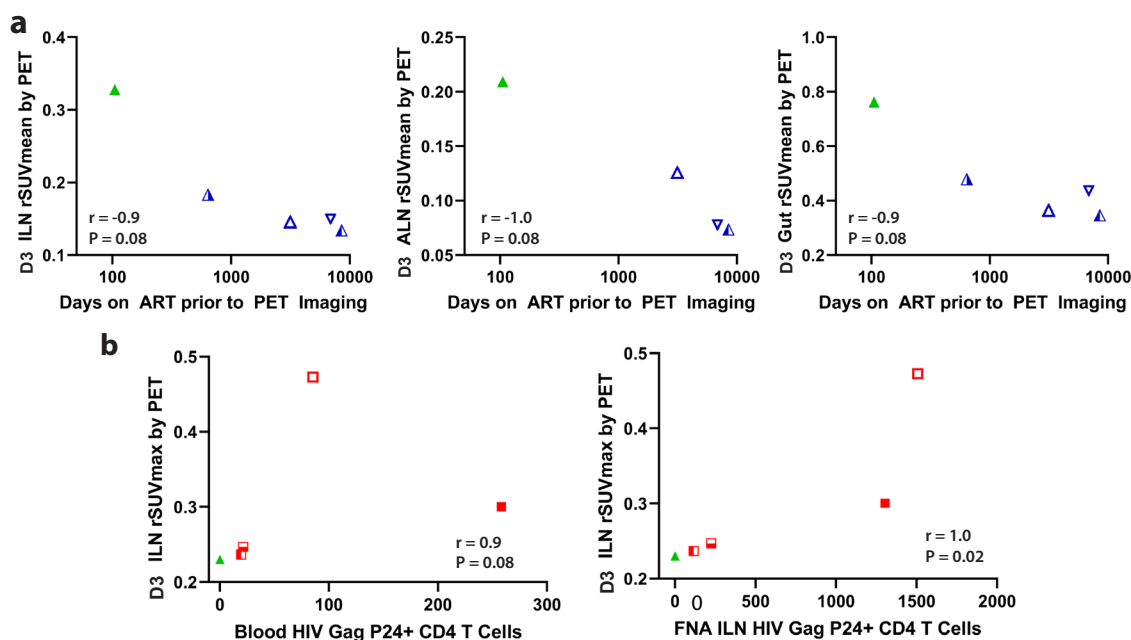 a
D3 ILN rSUVmean by PET
0.4
0.3
0.2
0.1
r = -0.9
P = 0.08
100 1000 10000
Days on ART prior to PET Imaging
D3 ALN rSUVmean by PET
0.25
0.20
0.15
0.10
0.05
r = -1.0
P = 0.08
100 1000 10000
Days on ART prior to PET Imaging
D3 Gut rSUVmean by PET
1.0
0.8
0.6
0.4
0.2
r = -0.9
P = 0.08
100 1000 10000
Days on ART prior to PET Imaging
b
D3 ILN rSUVmax by PET
0.5
0.4
0.3
0.2
r = 0.9
P = 0.08
0 100 200 300
Blood HIV Gag P24+ CD4 T Cells
D3 ILN rSUVmax by PET
0.5
0.4
0.3
0.2
r = 1.0
P = 0.02
0 0 500 1000 1500 2000
FNA ILN HIV Gag P24+ CD4 T Cells